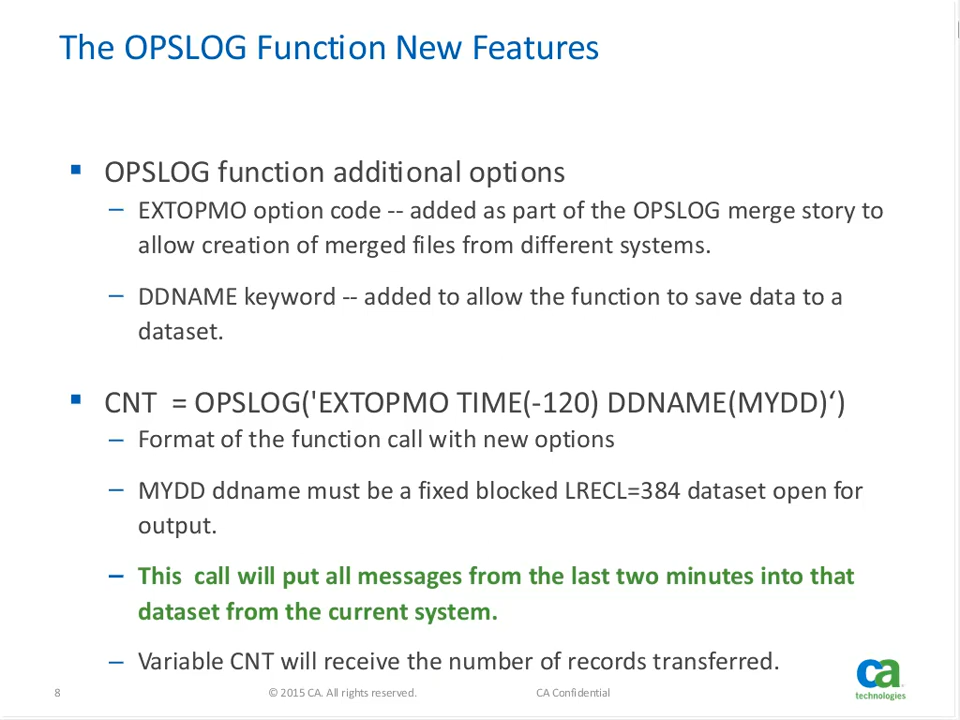 The OPSLOG Function New Features
▪ OPSLOG function additional options
– EXTOPMO option code -- added as part of the OPSLOG merge story to
allow creation of merged files from different systems.
– DDNAME keyword -- added to allow the function to save data to a
dataset.
▪ CNT = OPSLOG('EXTOPMO TIME(-120) DDNAME(MYDD)‘)
– Format of the function call with new options
– MYDD ddname must be a fixed blocked LRECL=384 dataset open for
output.
– This call will put all messages from the last two minutes into that
dataset from the current system.
– Variable CNT will receive the number of records transferred.
8 © 2015 CA. All rights reserved. CA Confidential
ca
technologies